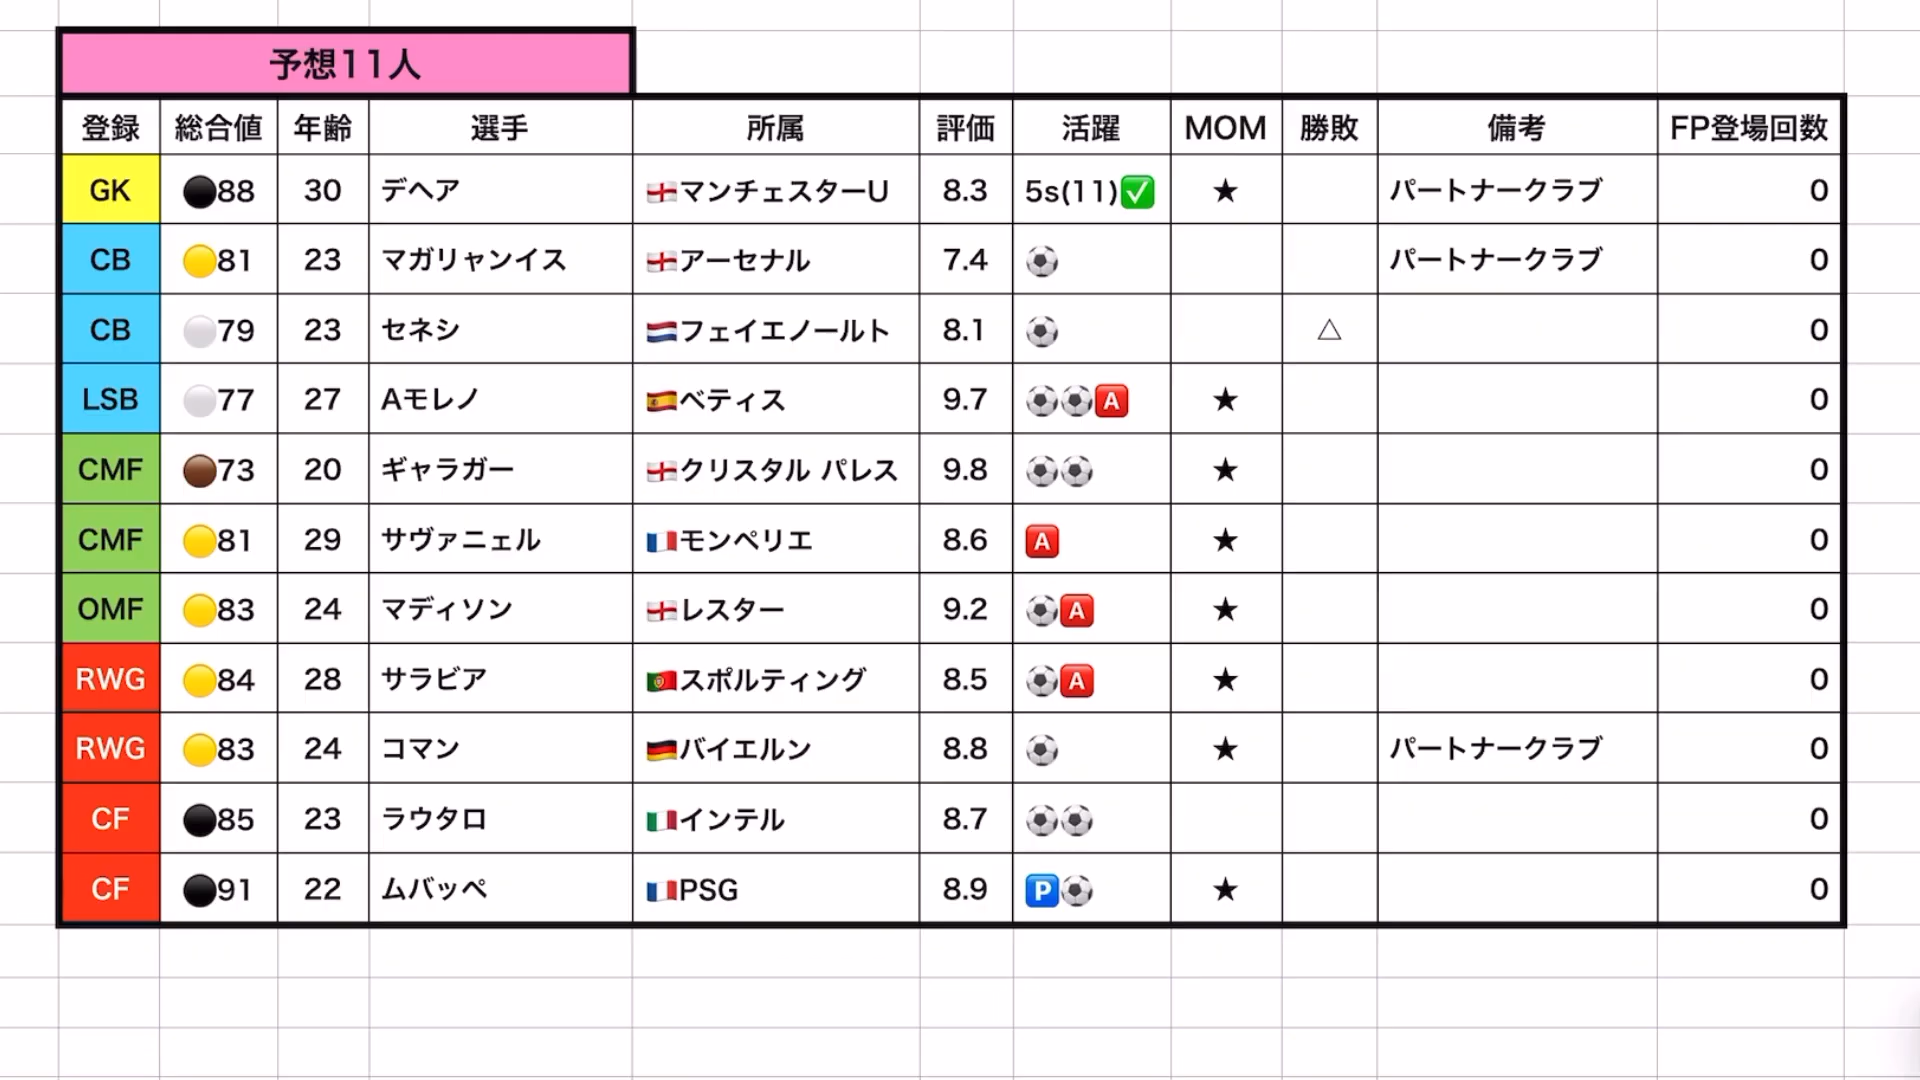 予想11人
登録 総合値 年齢 選手 所属 評価 活躍 MOM 勝敗 備考 FP登場回数
GK ⚫88 30 デヘア 🏴󠁧󠁢󠁥󠁮󠁧󠁿マンチェスターU 8.3 5s(11)✅ ★ パートナークラブ 0
CB 🟡81 23 マガリャンイス 🏴󠁧󠁢󠁥󠁮󠁧󠁿アーセナル 7.4 ⚽ パートナークラブ 0
CB ⚪79 23 セネシ 🇳🇱フェイエノールト 8.1 ⚽ △ 0
LSB ⚪77 27 Aモレノ 🇪🇸ベティス 9.7 ⚽⚽🅰 ★ 0
CMF 🟤73 20 ギャラガー 🏴󠁧󠁢󠁥󠁮󠁧󠁿クリスタル パレス 9.8 ⚽⚽ ★ 0
CMF 🟡81 29 サヴァニェル 🇫🇷モンペリエ 8.6 🅰 ★ 0
OMF 🟡83 24 マディソン 🏴󠁧󠁢󠁥󠁮󠁧󠁿レスター 9.2 ⚽🅰 ★ 0
RWG 🟡84 28 サラビア 🇵🇹スポルティング 8.5 ⚽🅰 ★ 0
RWG 🟡83 24 コマン 🇩🇪バイエルン 8.8 ⚽ ★ パートナークラブ 0
CF ⚫85 23 ラウタロ 🇮🇹インテル 8.7 ⚽⚽ 0
CF ⚫91 22 ムバッペ 🇫🇷PSG 8.9 🅿⚽ ★ 0